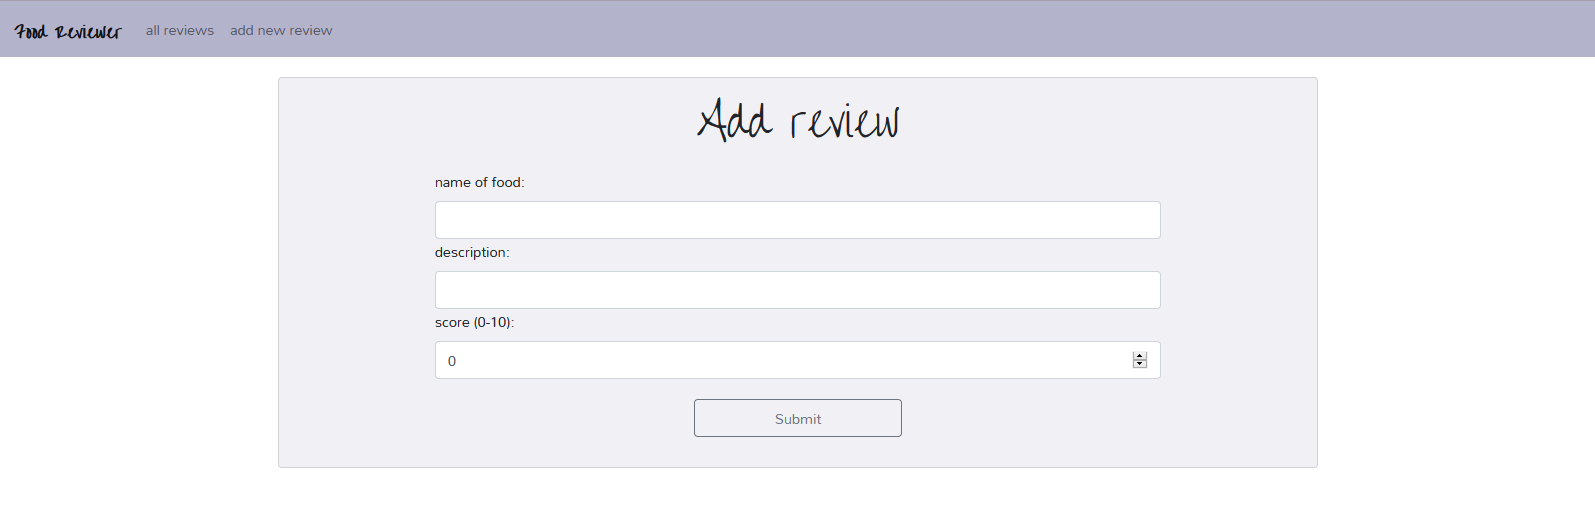 Food Reviewer all reviews add new review
Add review
name of food:
description:
score (0-10):
0
Submit